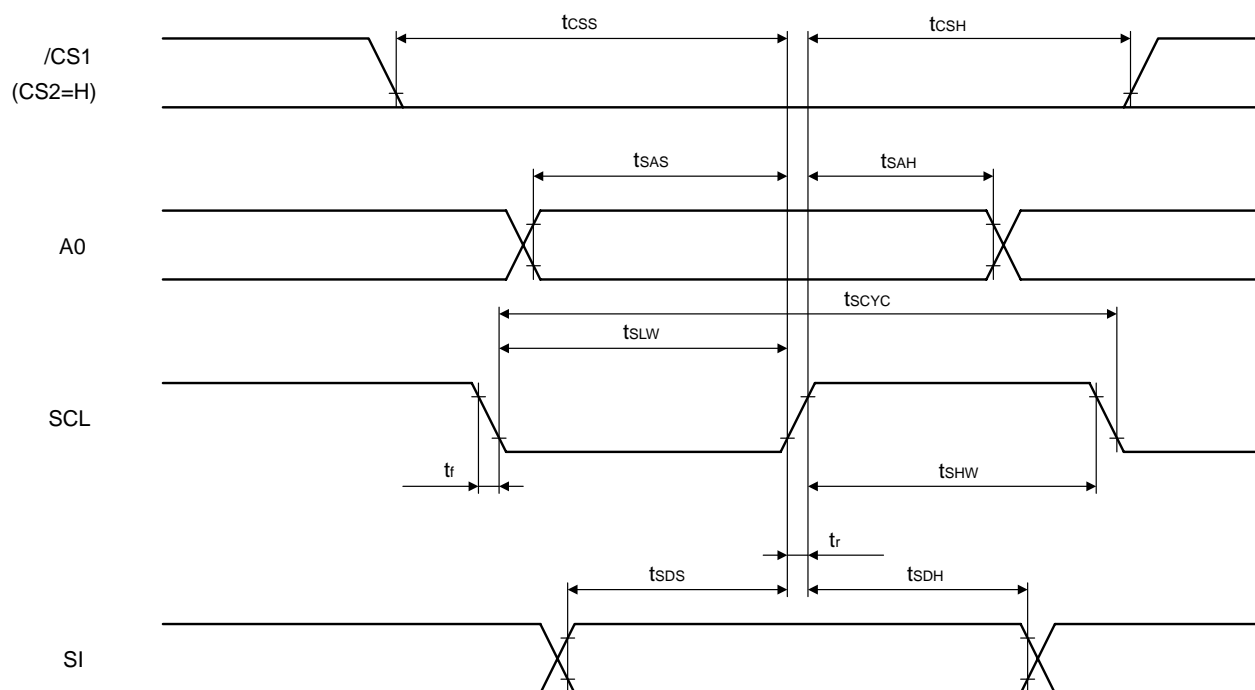 tCSS
tCSH
/CS1
(CS2=H)
tSAS
tSAH
A0
tSCYC
tSLW
SCL
tf
tSHW
tr
tSDS
tSDH
SI